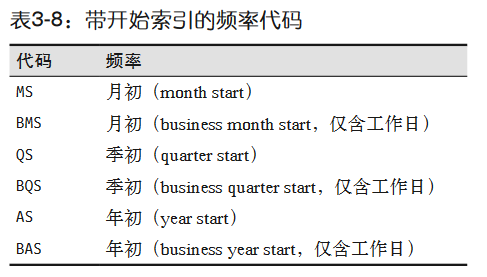 表3-8：带开始索引的频率代码
代码 频率
MS 月初（month start）
BMS 月初（business month start，仅含工作日）
QS 季初（quarter start）
BQS 季初（business quarter start，仅含工作日）
AS 年初（year start）
BAS 年初（business year start，仅含工作日）